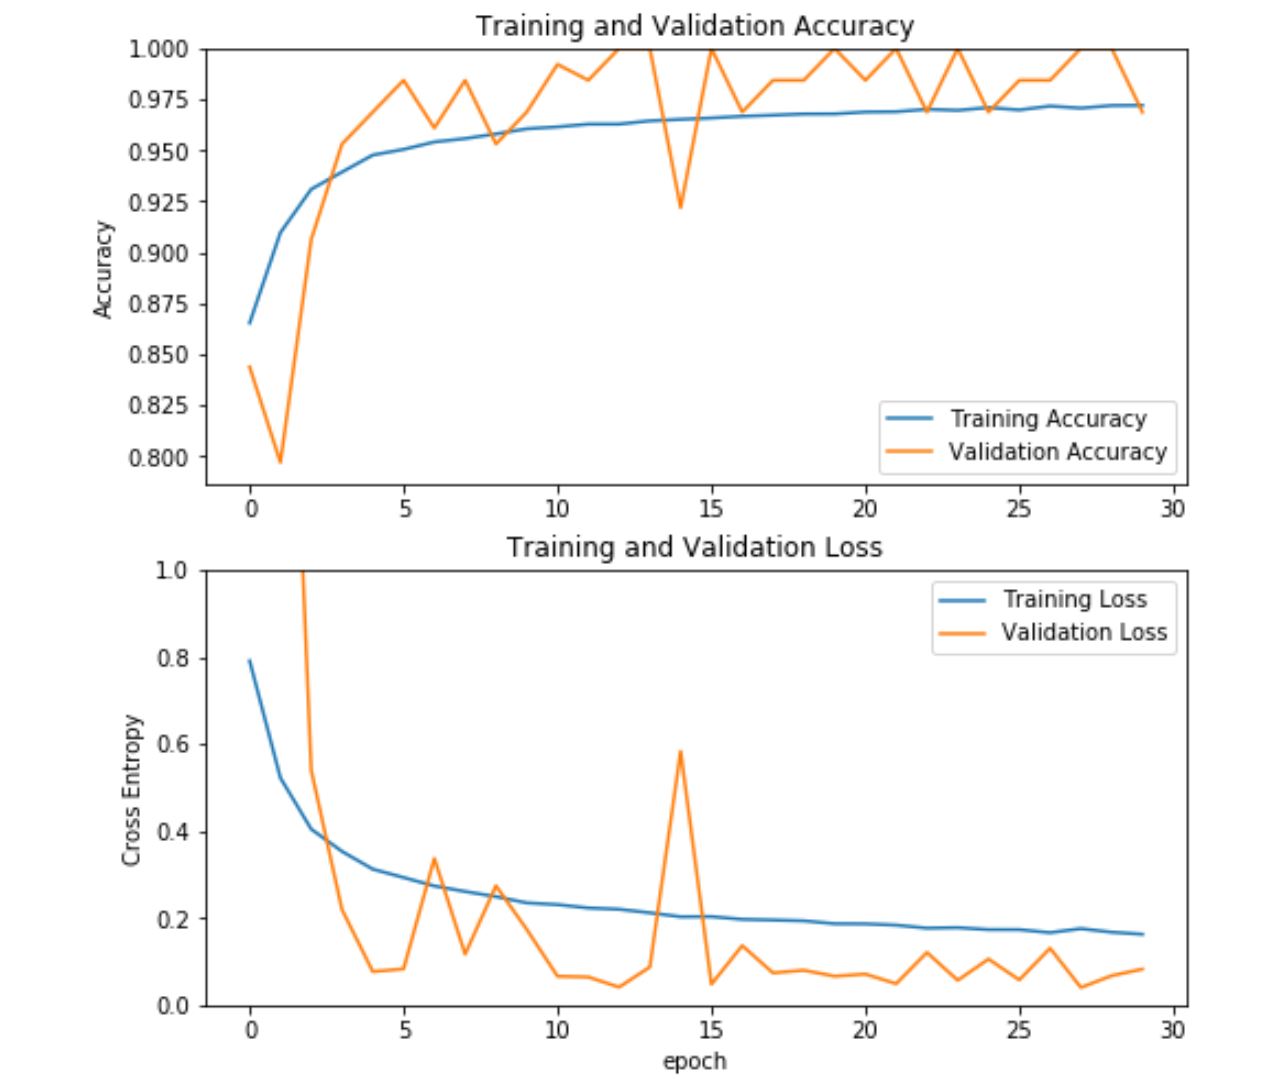 Training and Validation Accuracy
1.000
0.975
0.950
0.925
0.900
0.875
0.850
0.825
0.800
Accuracy
Training Accuracy
Validation Accuracy
0 5 10 15 20 25 30
Training and Validation Loss
1.0
0.8
0.6
0.4
0.2
0.0
Cross Entropy
Training Loss
Validation Loss
0 5 10 15 20 25 30
epoch